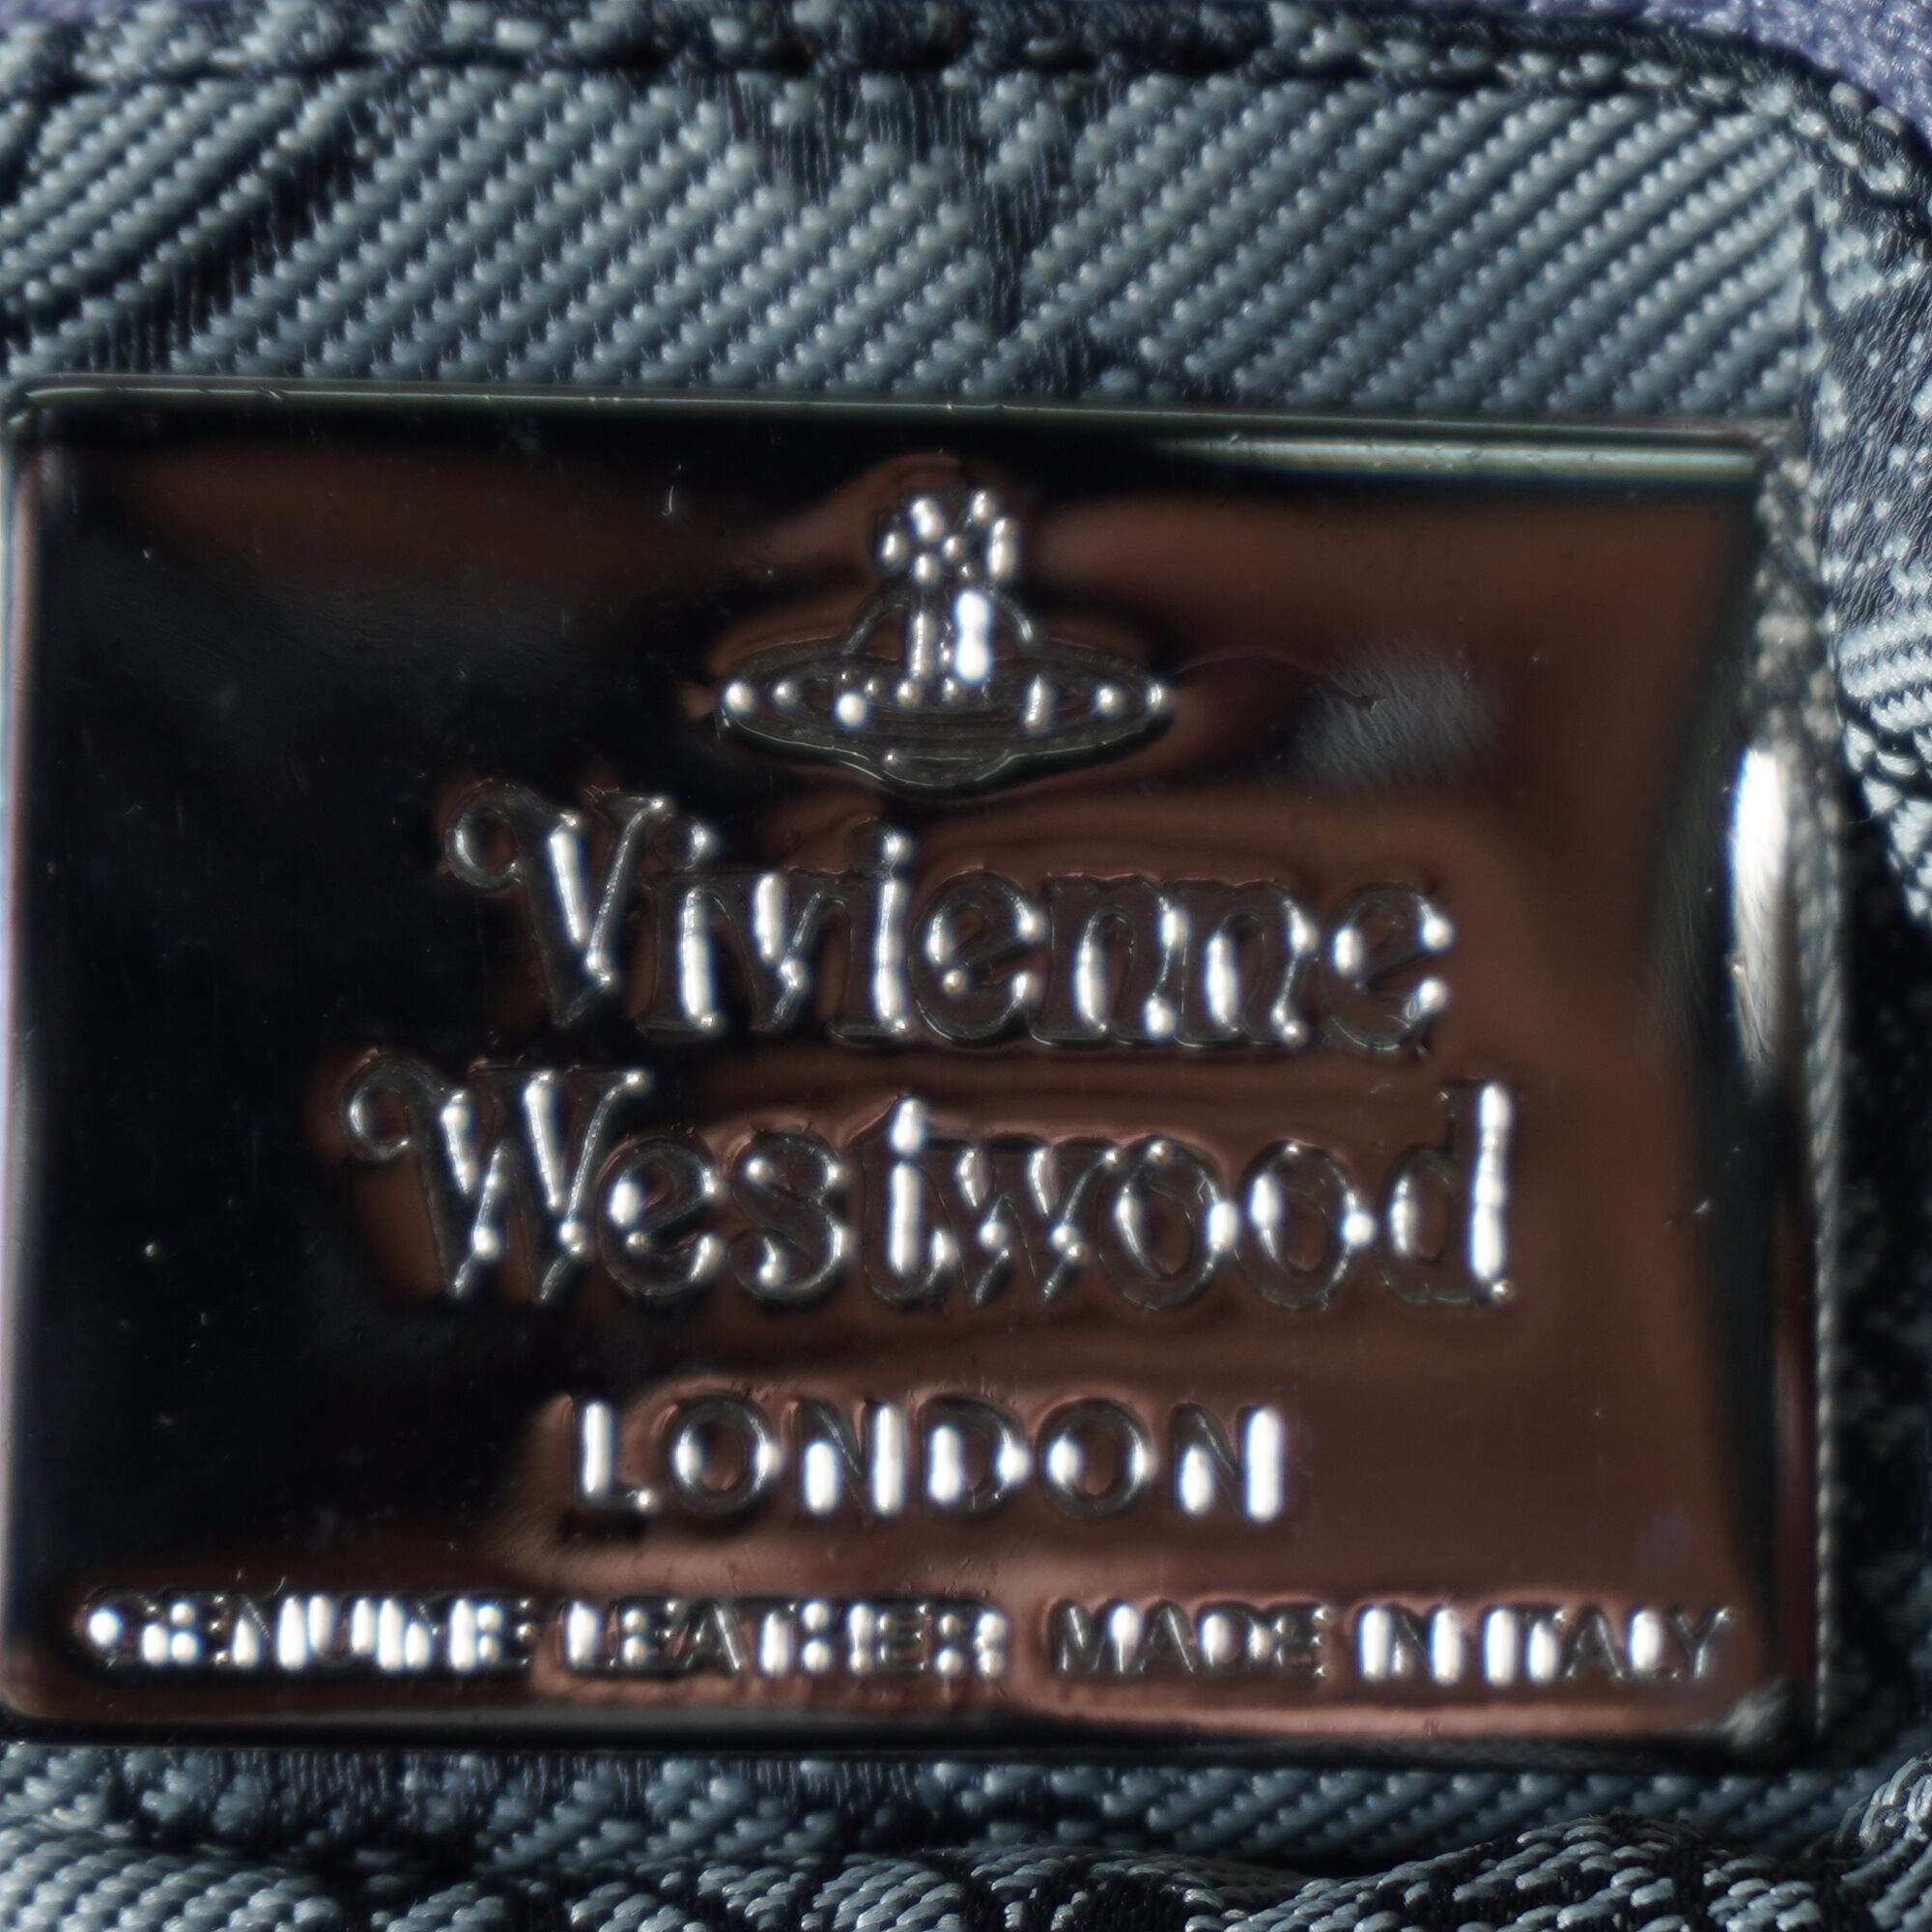 Vivienne
Westwood
LONDON
GENUINE LEATHER MADE IN ITALY